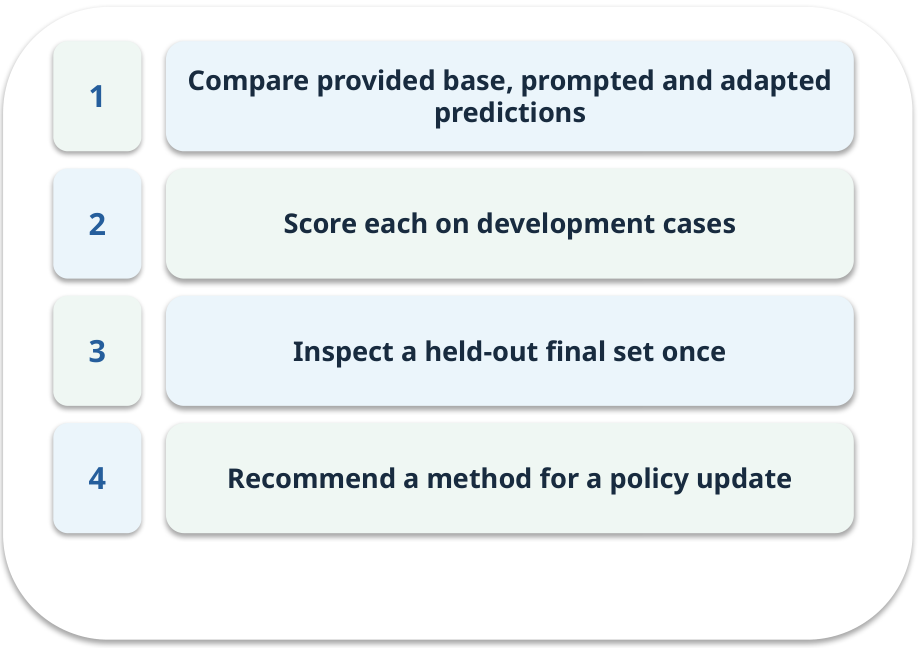 1
Compare provided base, prompted and adapted
predictions
2
Score each on development cases
3
Inspect a held-out final set once
4
Recommend a method for a policy update